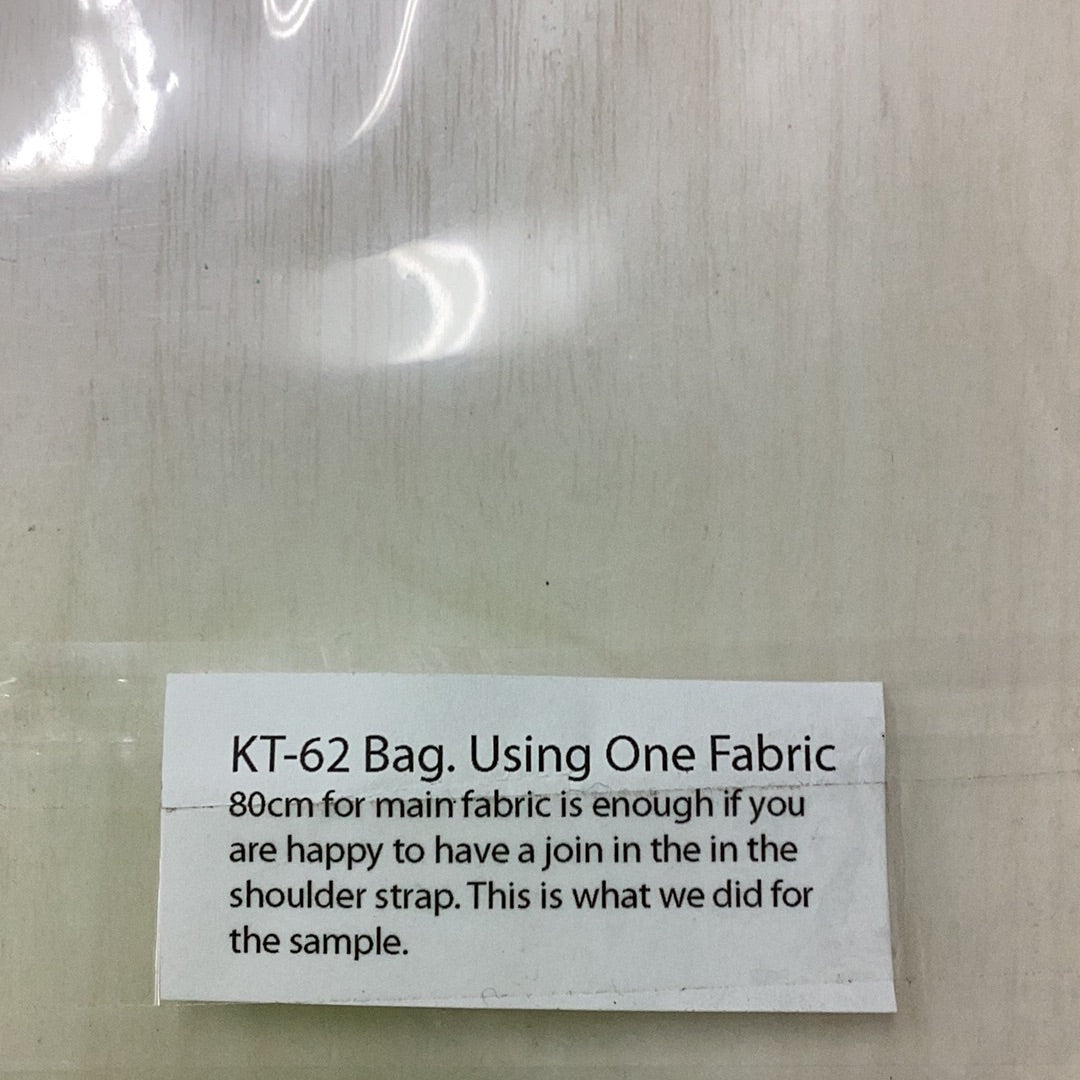 KT-62 Bag. Using One Fabric
80cm for main fabric is enough if you
are happy to have a join in the in the
shoulder strap. This is what we did for
the sample.